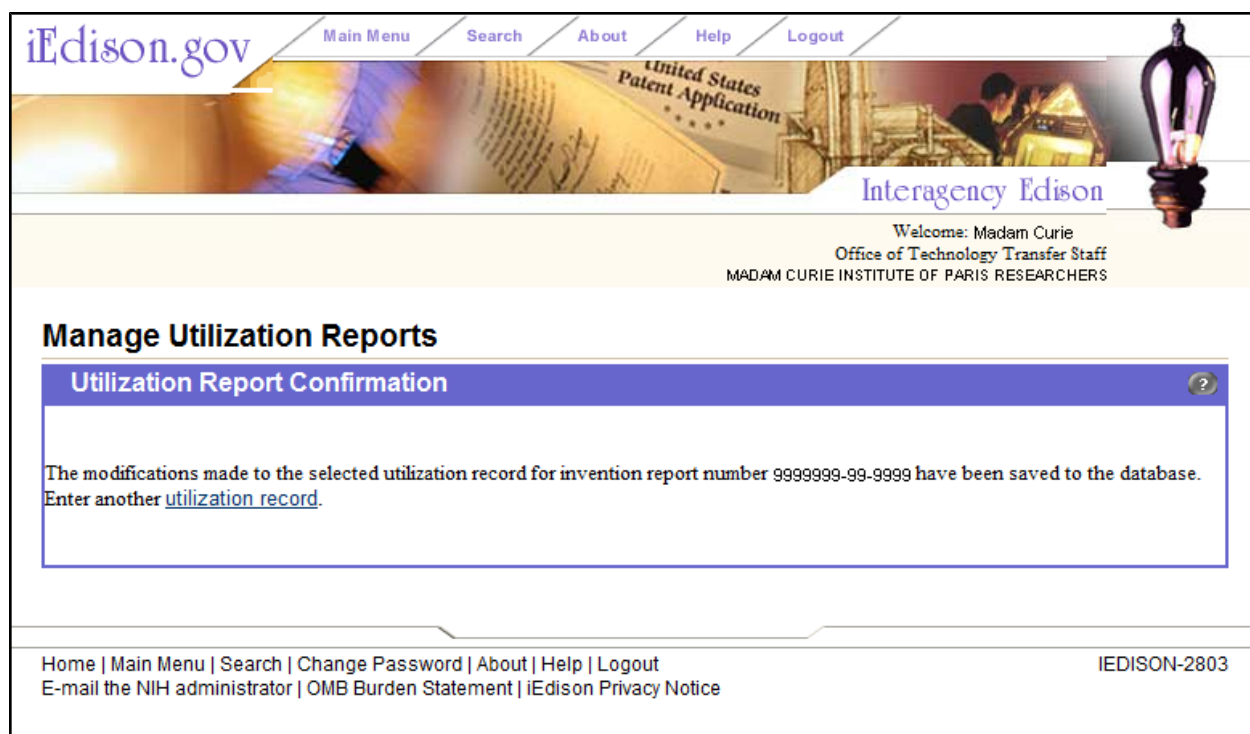 iEdison.gov
Main Menu Search About Help Logout
United States
Patent Application
Interagency Edison
Welcome: Madam Curie
Office of Technology Transfer Staff
MADAM CURIE INSTITUTE OF PARIS RESEARCHERS
Manage Utilization Reports
Utilization Report Confirmation
?
The modifications made to the selected utilization record for invention report number 9999999-99-9999 have been saved to the database.
Enter another utilization record.
Home | Main Menu | Search | Change Password | About | Help | Logout
IEDISON-2803
E-mail the NIH administrator | OMB Burden Statement | iEdison Privacy Notice